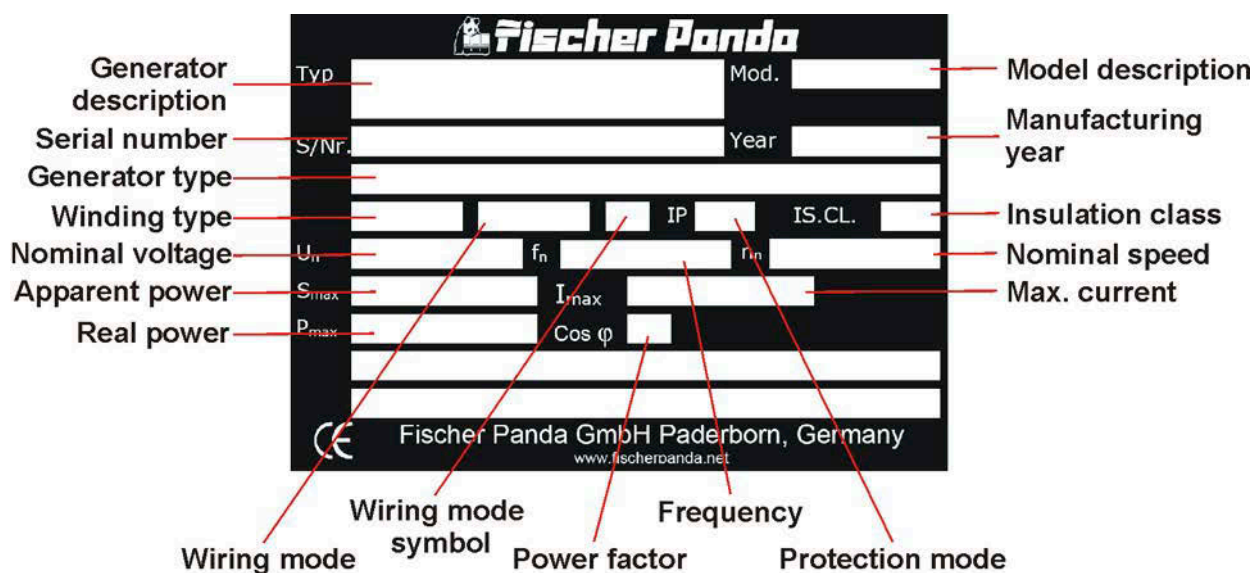 Fischer Panda
Generator
description
Typ
Mod.
Model description
Serial number
S/Nr.
Year
Manufacturing
year
Generator type
Winding type
IP
IS.CL.
Insulation class
Nominal voltage
Un
fn
nn
Nominal speed
Apparent power
Smax
Imax
Max. current
Real power
Pmax
Cos φ
CE
Fischer Panda GmbH Paderborn, Germany
www.fischerpanda.net
Wiring mode
Wiring mode
symbol
Power factor
Frequency
Protection mode